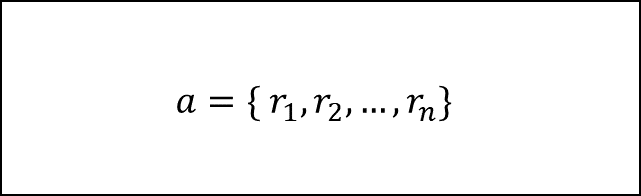 a = { r₁, r₂, …, rₙ}